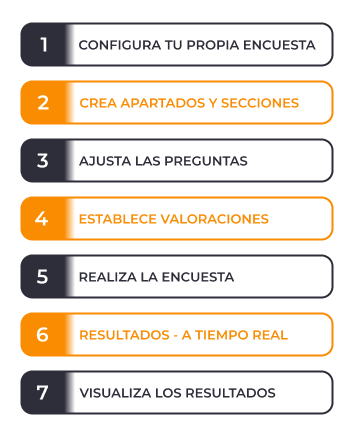 1 CONFIGURA TU PROPIA ENCUESTA
2 CREA APARTADOS Y SECCIONES
3 AJUSTA LAS PREGUNTAS
4 ESTABLECE VALORACIONES
5 REALIZA LA ENCUESTA
6 RESULTADOS - A TIEMPO REAL
7 VISUALIZA LOS RESULTADOS